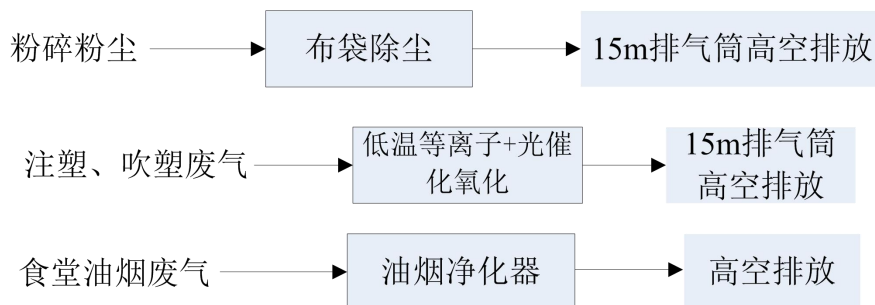 粉碎粉尘
布袋除尘
15m排气筒高空排放
注塑、吹塑废气
低温等离子+光催
化氧化
15m排气筒
高空排放
食堂油烟废气
油烟净化器
高空排放